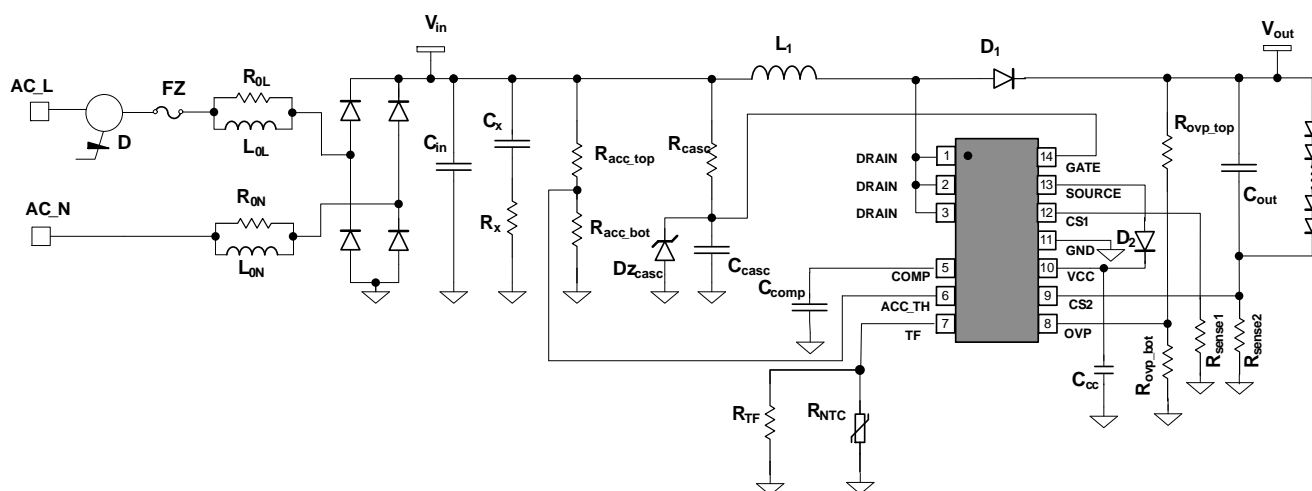 Vin
Vout
L1
D1
AC_L
FZ
R0L
L0L
D
Cin
Cx
Rx
Racc_top
Racc_bot
Rcasc
Dzcasc
Ccasc
Ccomp
AC_N
R0N
L0N
DRAIN 1
DRAIN 2
DRAIN 3
COMP 5
ACC_TH 6
TF 7
14 GATE
13 SOURCE
12 CS1
11 GND
10 VCC
9 CS2
8 OVP
D2
Rovp_top
Cout
Ccc
Rovp_bot
Rsense1
Rsense2
RTF
RNTC